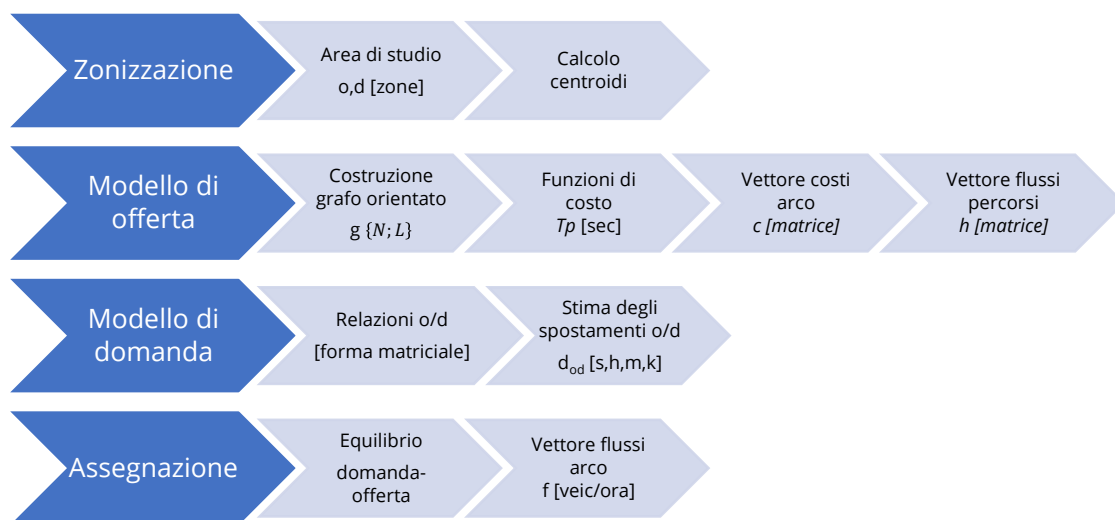 Zonizzazione
Area di studio
o,d [zone]
Calcolo
centroidi
Modello di
offerta
Costruzione
grafo orientato
g {N; L}
Funzioni di
costo
Tp [sec]
Vettore costi
arco
c [matrice]
Vettore flussi
percorsi
h [matrice]
Modello di
domanda
Relazioni o/d
[forma matriciale]
Stima degli
spostamenti o/d
dod [s,h,m,k]
Assegnazione
Equilibrio
domanda-
offerta
Vettore flussi
arco
f [veic/ora]